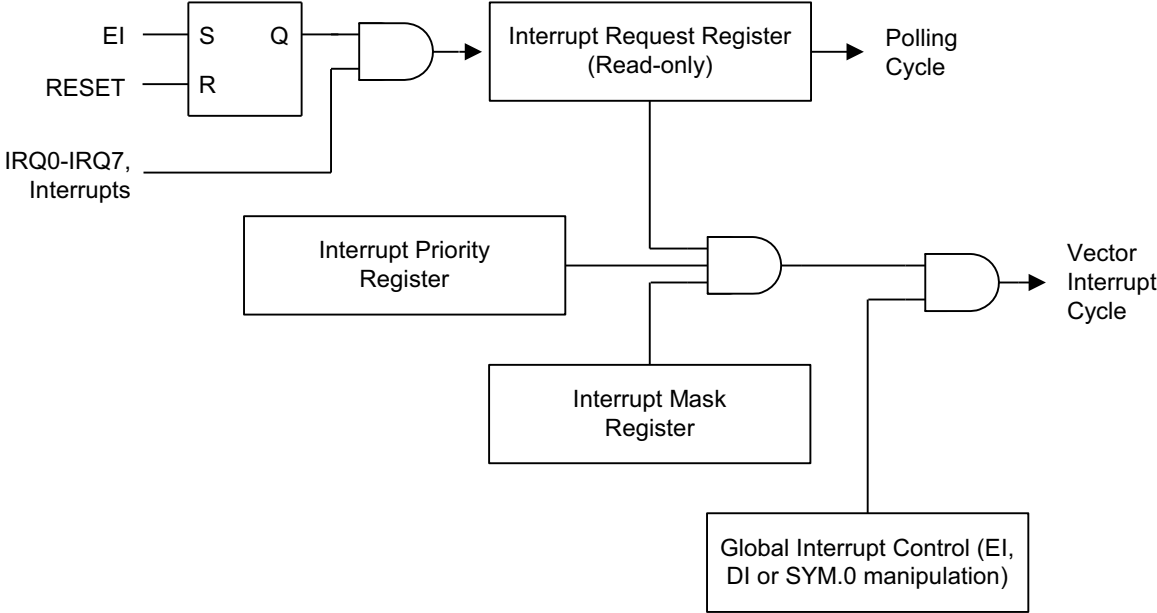 EI
S
Q
RESET
R
IRQ0-IRQ7,
Interrupts
Interrupt Request Register
(Read-only)
Polling
Cycle
Interrupt Priority
Register
Vector
Interrupt
Cycle
Interrupt Mask
Register
Global Interrupt Control (EI,
DI or SYM.0 manipulation)